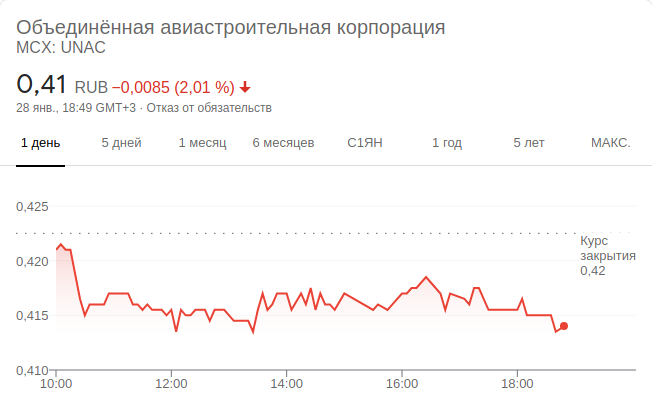 Объединённая авиастроительная корпорация
MCX: UNAC
0,41 RUB −0,0085 (2,01 %)
28 янв., 18:49 GMT+3 · Отказ от обязательств
1 день 5 дней 1 месяц 6 месяцев С1ЯН 1 год 5 лет МАКС.
0,425
Курс
закрытия
0,42
0,420
0,415
0,410
10:00 12:00 14:00 16:00 18:00